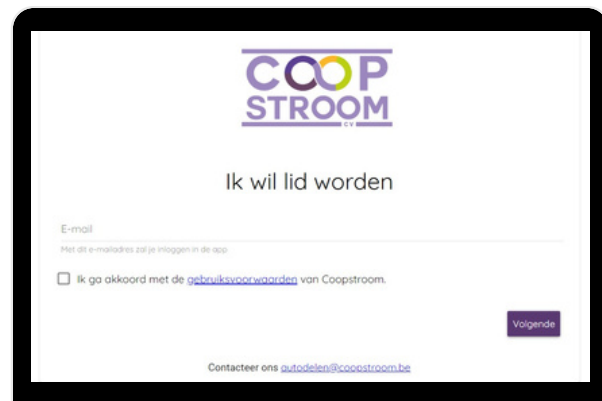 COOP
STROOM
CV
Ik wil lid worden
E-mail
Met dit e-mailadres zal je inloggen in de app
Ik ga akkoord met de gebruiksvoorwaarden van Coopstroom.
Volgende
Contacteer ons autodelen@coopstroom.be